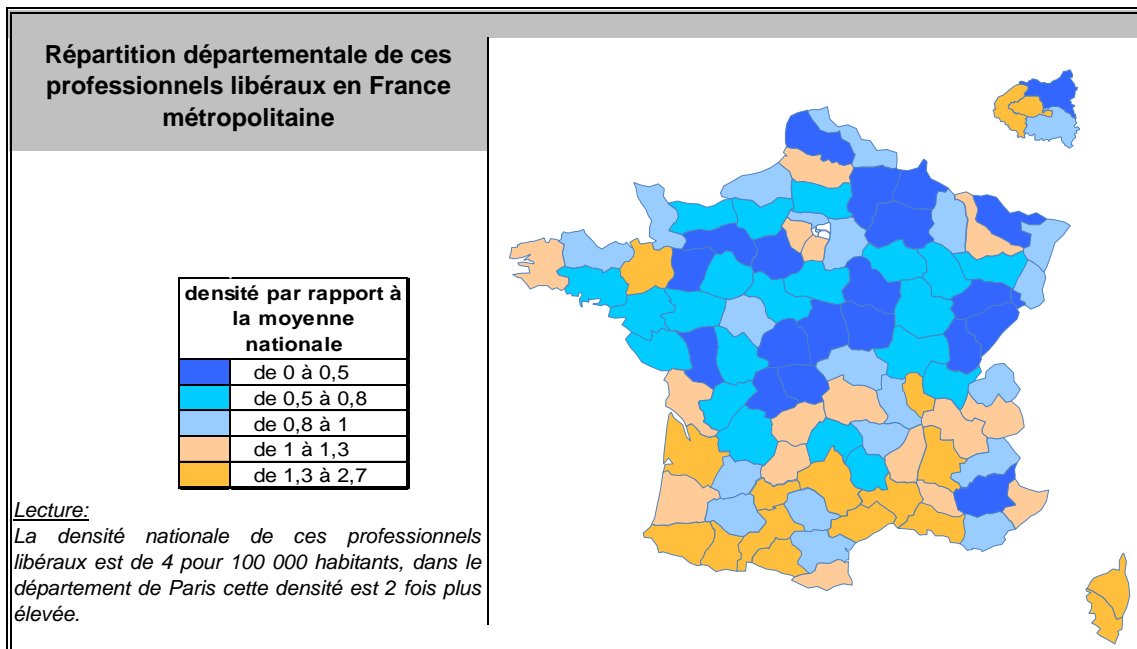 Répartition départementale de ces
professionnels libéraux en France
métropolitaine
densité par rapport à
la moyenne
nationale
de 0 à 0,5
de 0,5 à 0,8
de 0,8 à 1
de 1 à 1,3
de 1,3 à 2,7
Lecture:
La densité nationale de ces professionnels
libéraux est de 4 pour 100 000 habitants, dans le
département de Paris cette densité est 2 fois plus
élevée.